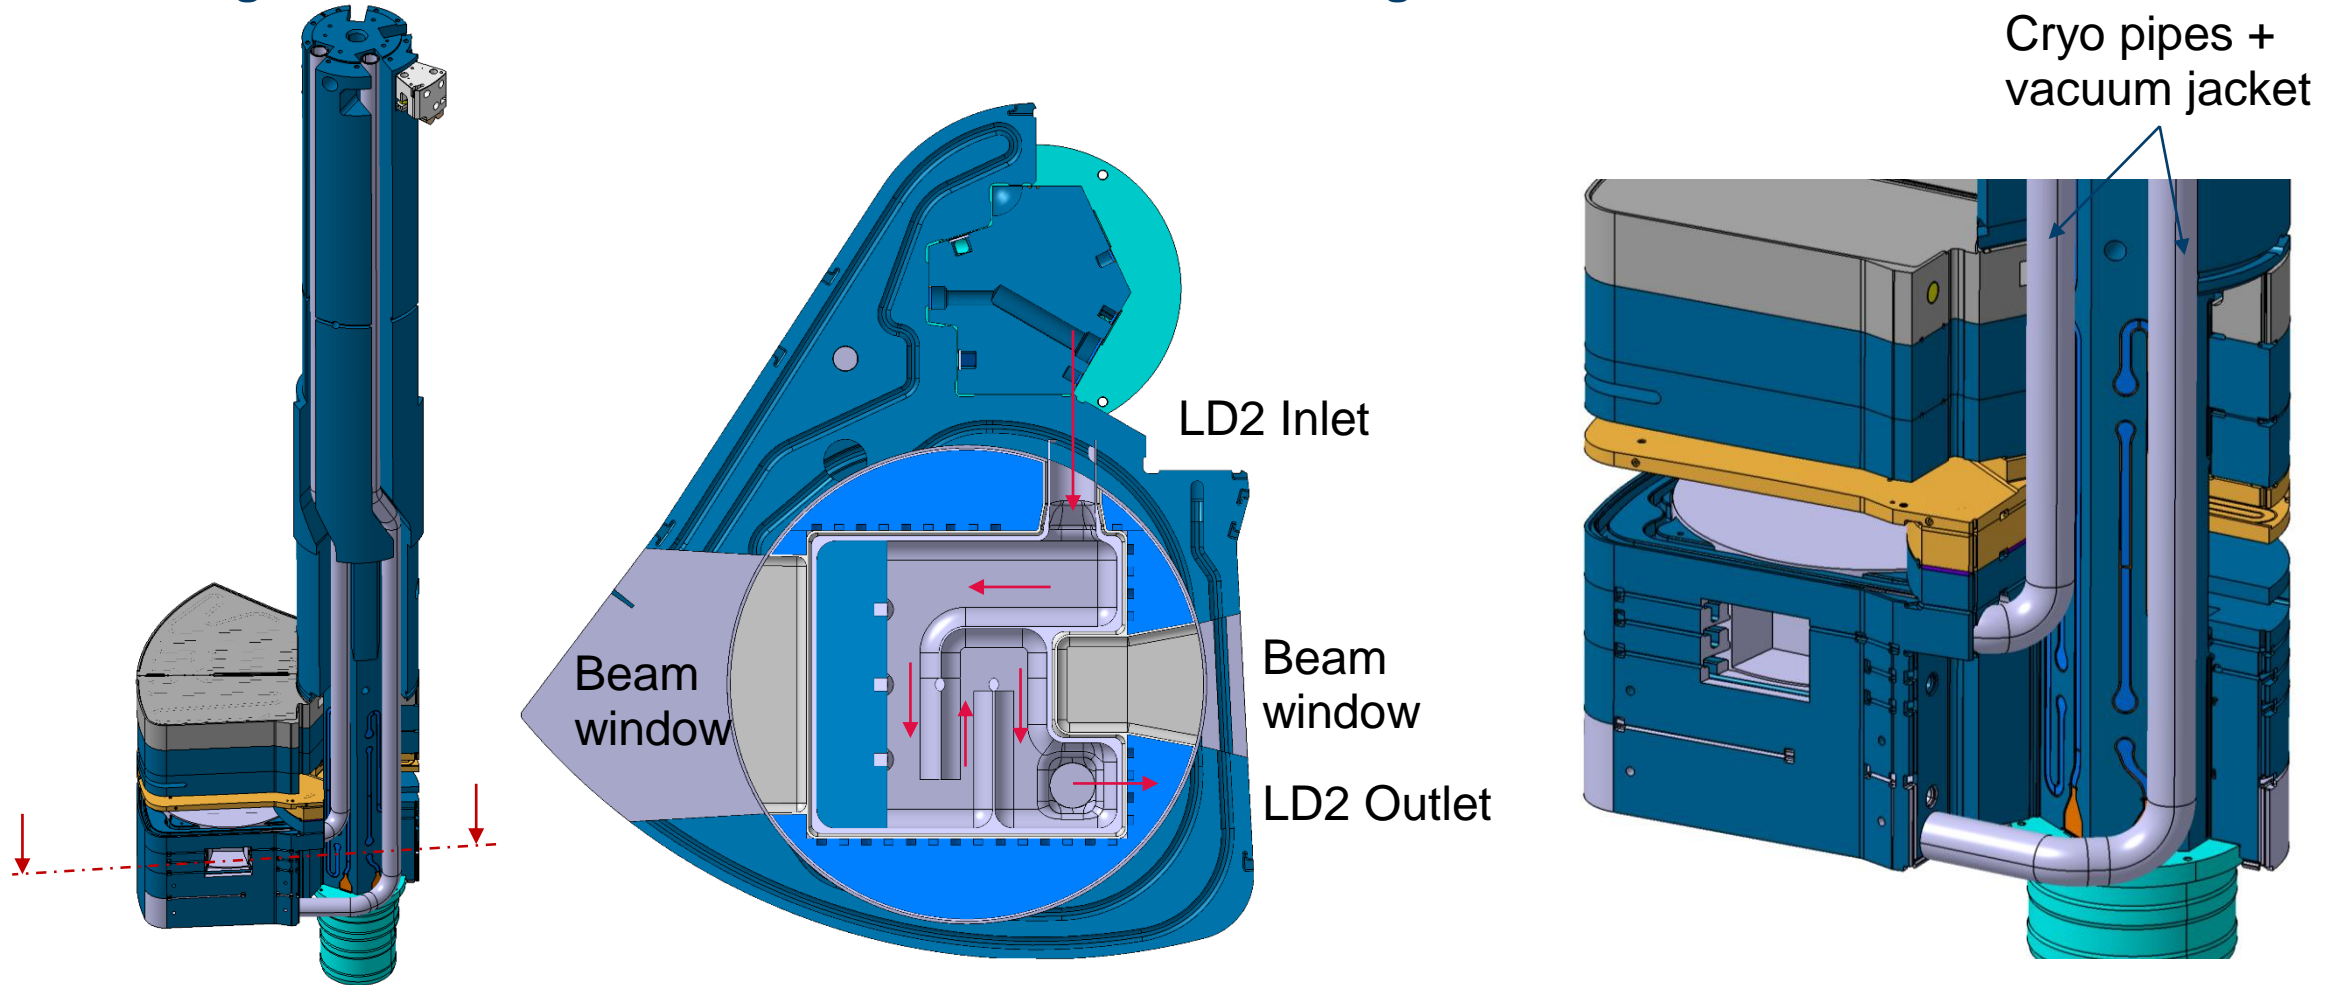 Cryo pipes +
vacuum jacket
LD2 Inlet
Beam
window
Beam
window
LD2 Outlet